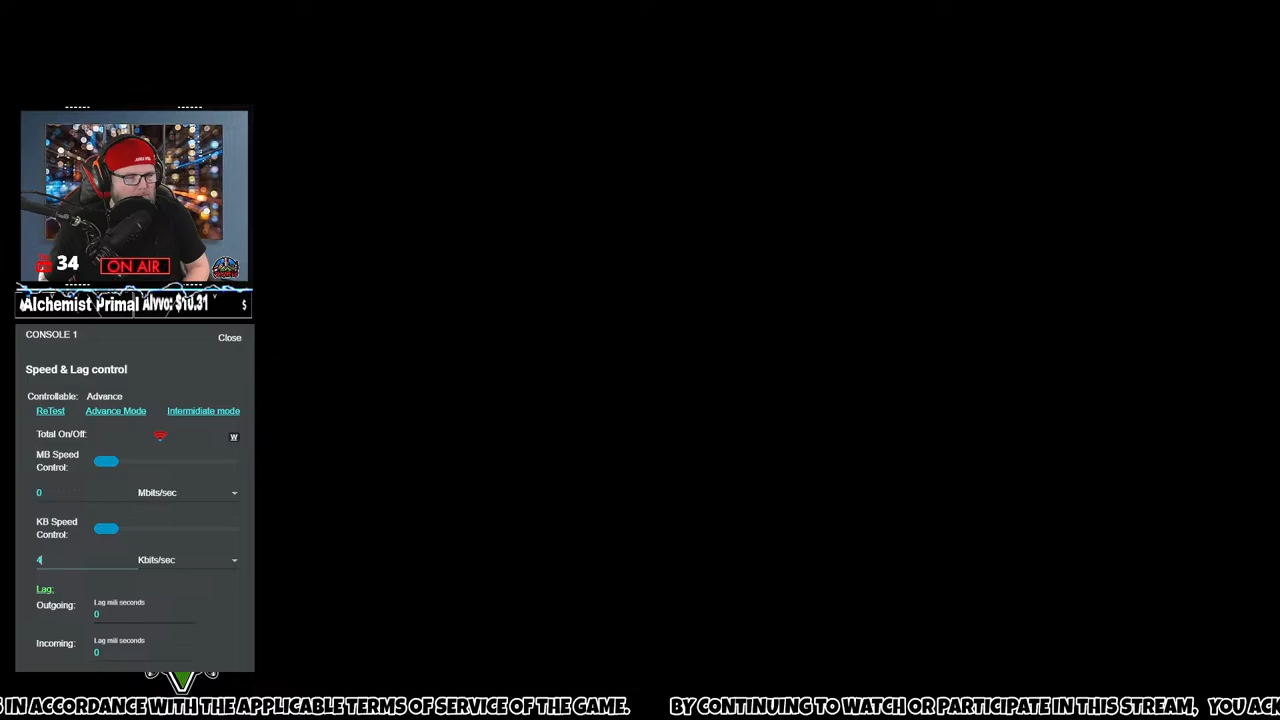 34
ON AIR
Alchemist Primal Alvvo: $10.31
$
CONSOLE 1
Close
Speed & Lag control
Controllable: Advance
ReTest Advance Mode Intermidiate mode
Total On/Off:
W
MB Speed
Control:
0 Mbits/sec
KB Speed
Control:
4 Kbits/sec
Lag:
Outgoing: Lag mili seconds
0
Incoming: Lag mili seconds
0
S IN ACCORDANCE WITH THE APPLICABLE TERMS OF SERVICE OF THE GAME. BY CONTINUING TO WATCH OR PARTICIPATE IN THIS STREAM, YOU ACK